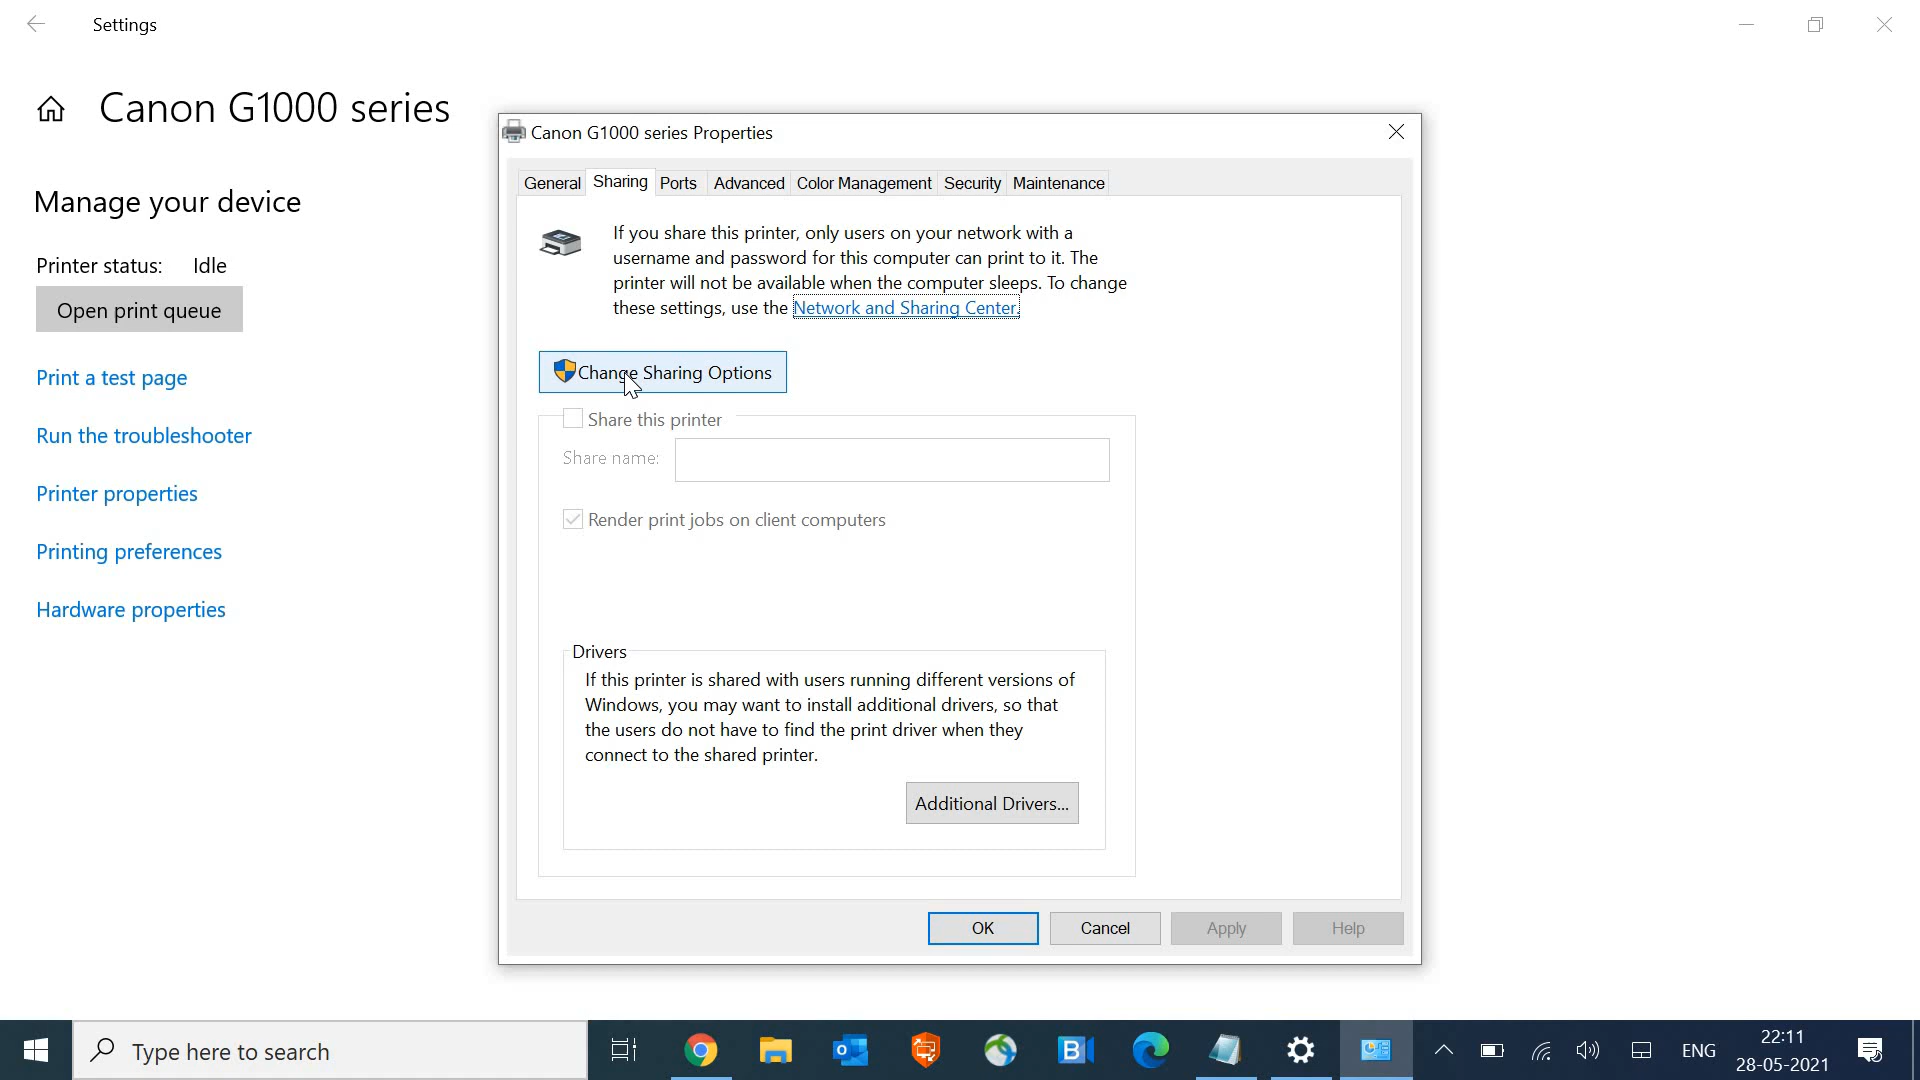 Settings
Canon G1000 series
Manage your device
Printer status: Idle
Open print queue
Print a test page
Run the troubleshooter
Printer properties
Printing preferences
Hardware properties
Canon G1000 series Properties
General Sharing Ports Advanced Color Management Security Maintenance
If you share this printer, only users on your network with a
username and password for this computer can print to it. The
printer will not be available when the computer sleeps. To change
these settings, use the Network and Sharing Center.
Change Sharing Options
Share this printer
Share name:
Render print jobs on client computers
Drivers
If this printer is shared with users running different versions of
Windows, you may want to install additional drivers, so that
the users do not have to find the print driver when they
connect to the shared printer.
Additional Drivers...
OK Cancel Apply Help
Type here to search
ENG
22:11
28-05-2021